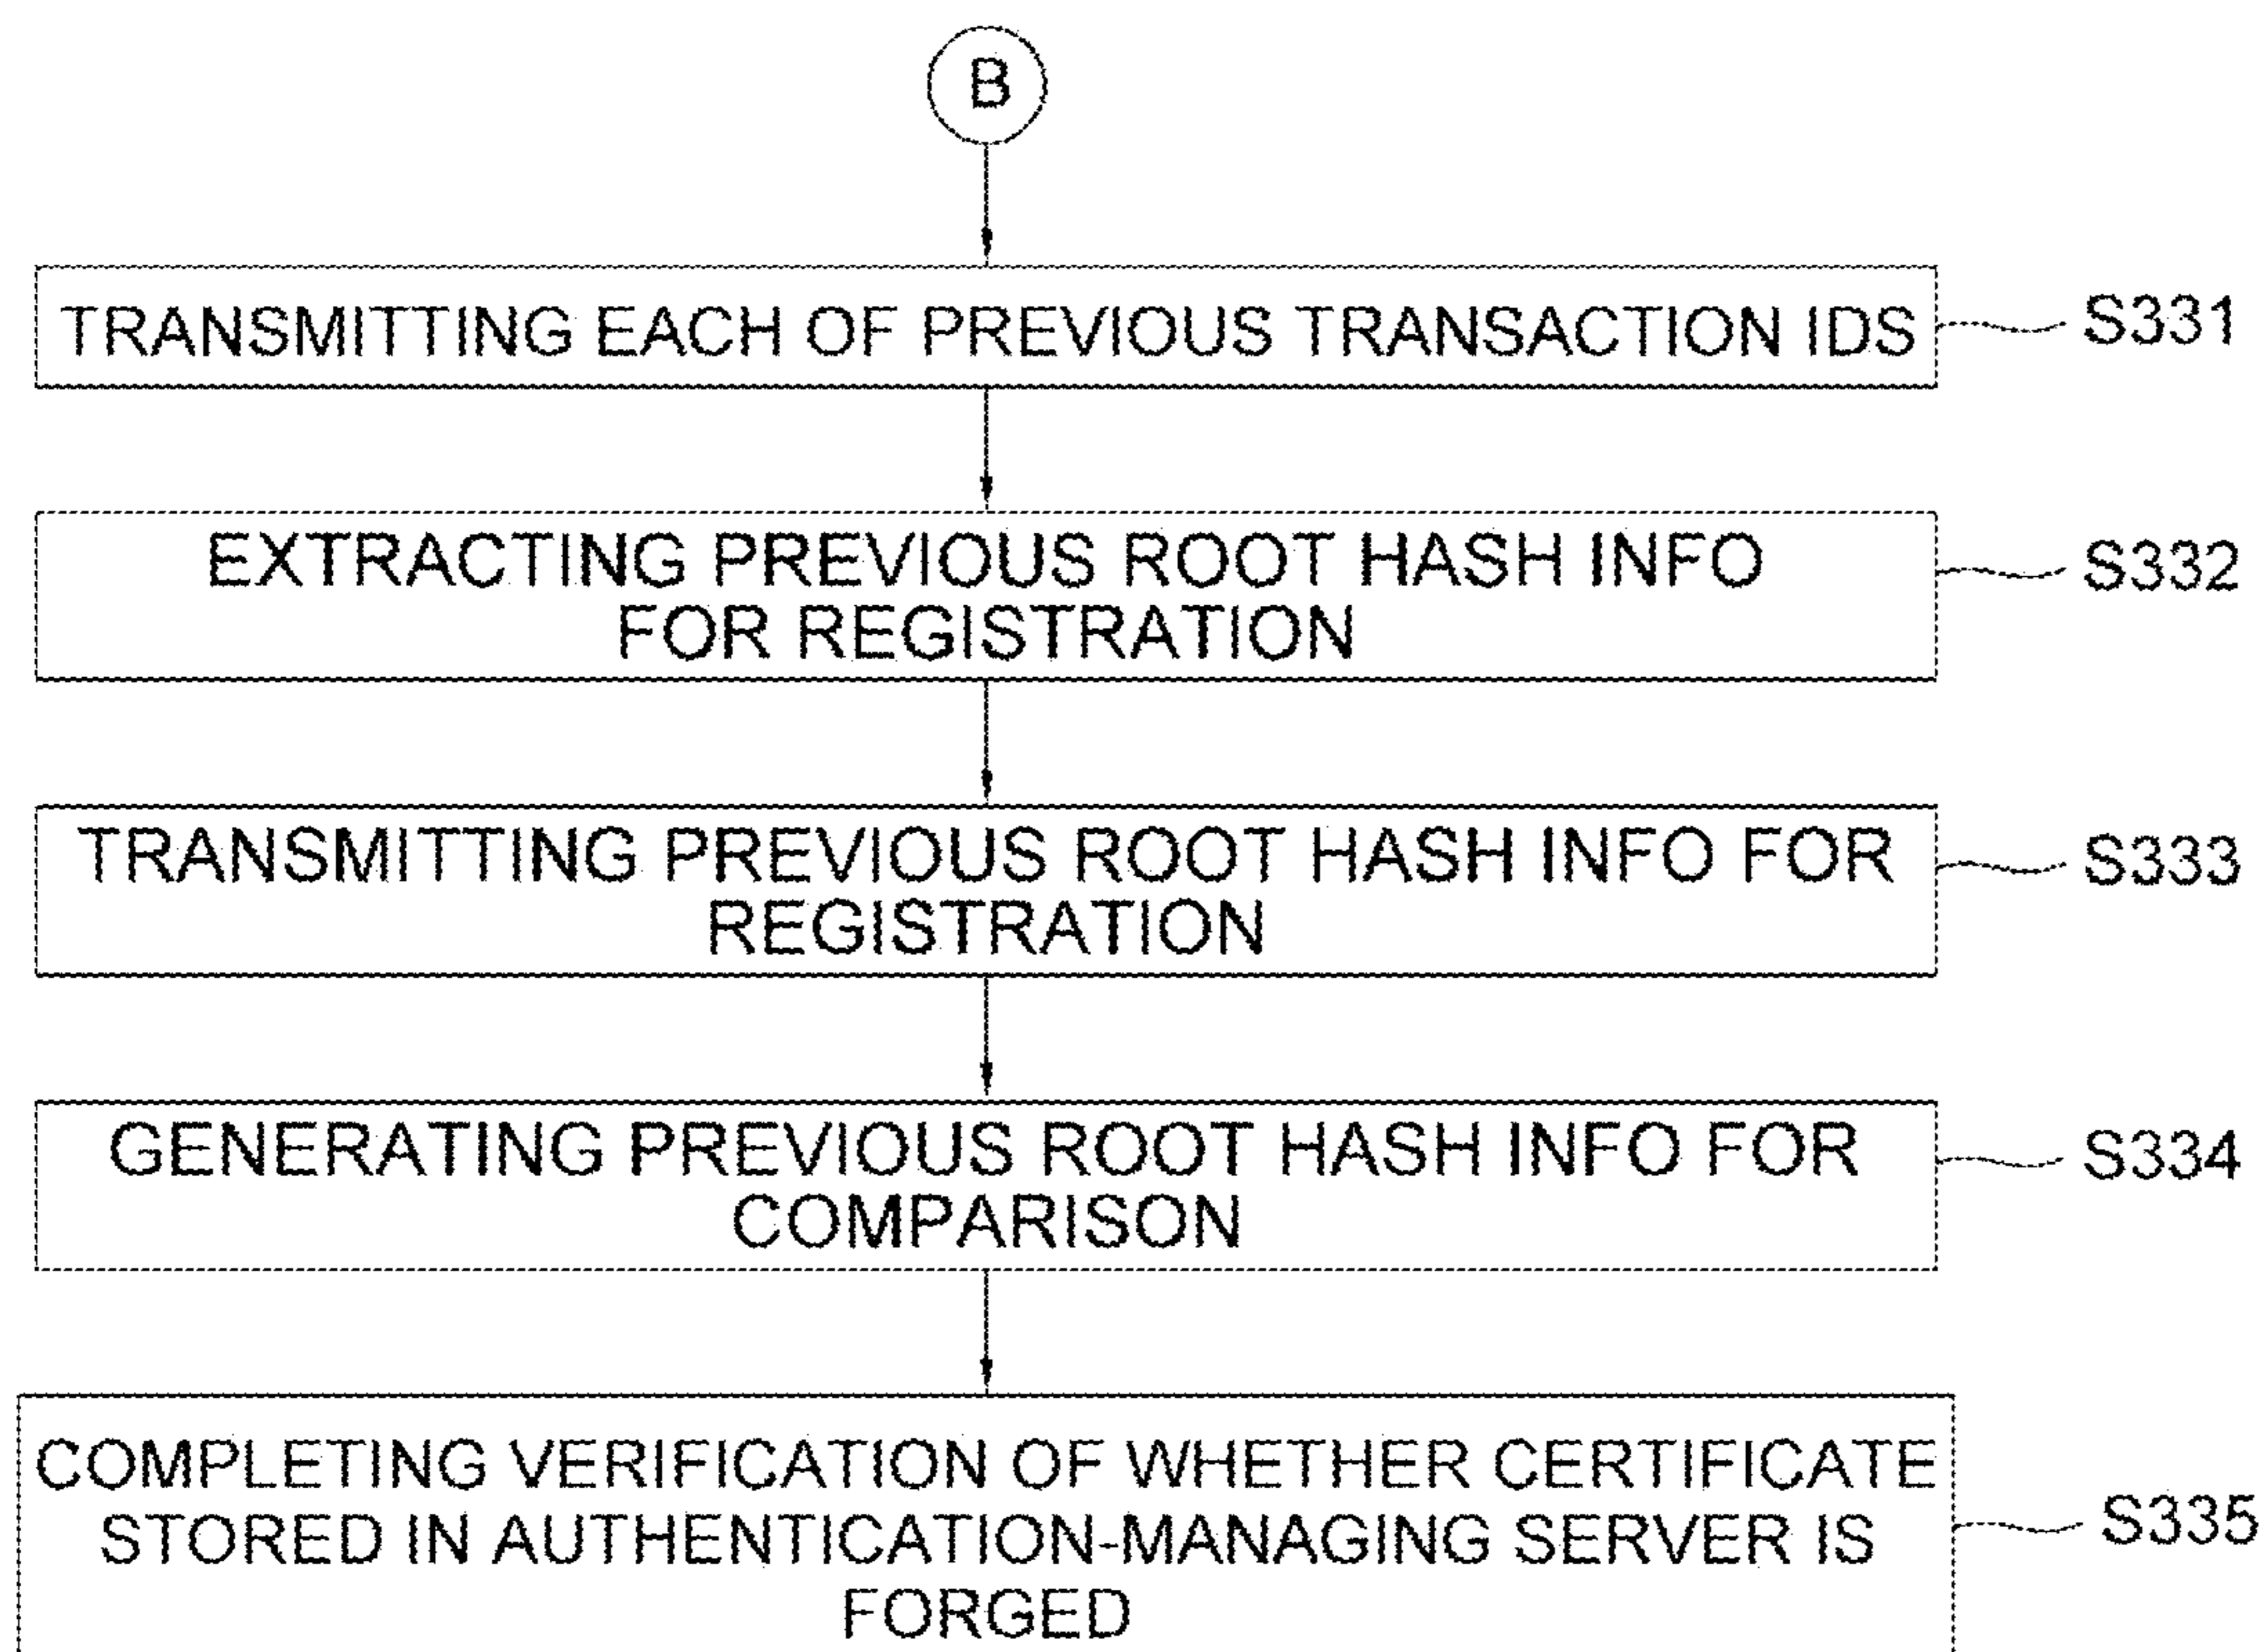 B
TRANSMITTING EACH OF PREVIOUS TRANSACTION IDS
S331
EXTRACTING PREVIOUS ROOT HASH INFO
FOR REGISTRATION
S332
TRANSMITTING PREVIOUS ROOT HASH INFO FOR
REGISTRATION
S333
GENERATING PREVIOUS ROOT HASH INFO FOR
COMPARISON
S334
COMPLETING VERIFICATION OF WHETHER CERTIFICATE
STORED IN AUTHENTICATION-MANAGING SERVER IS
FORGED
S335